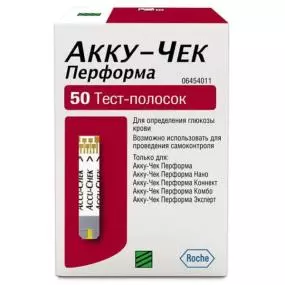 АККУ-ЧЕК
Перформа
06454011
50 Тест-полосок
Для определения глюкозы
крови
Возможно использовать для
проведения самоконтроля
Только для:
Акку-Чек Перформа
Акку-Чек Перформа Нано
Акку-Чек Перформа Коннект
Акку-Чек Перформа Комбо
Акку-Чек Перформа Эксперт
ACCU-CHEK
ACCU-CHEK
Roche